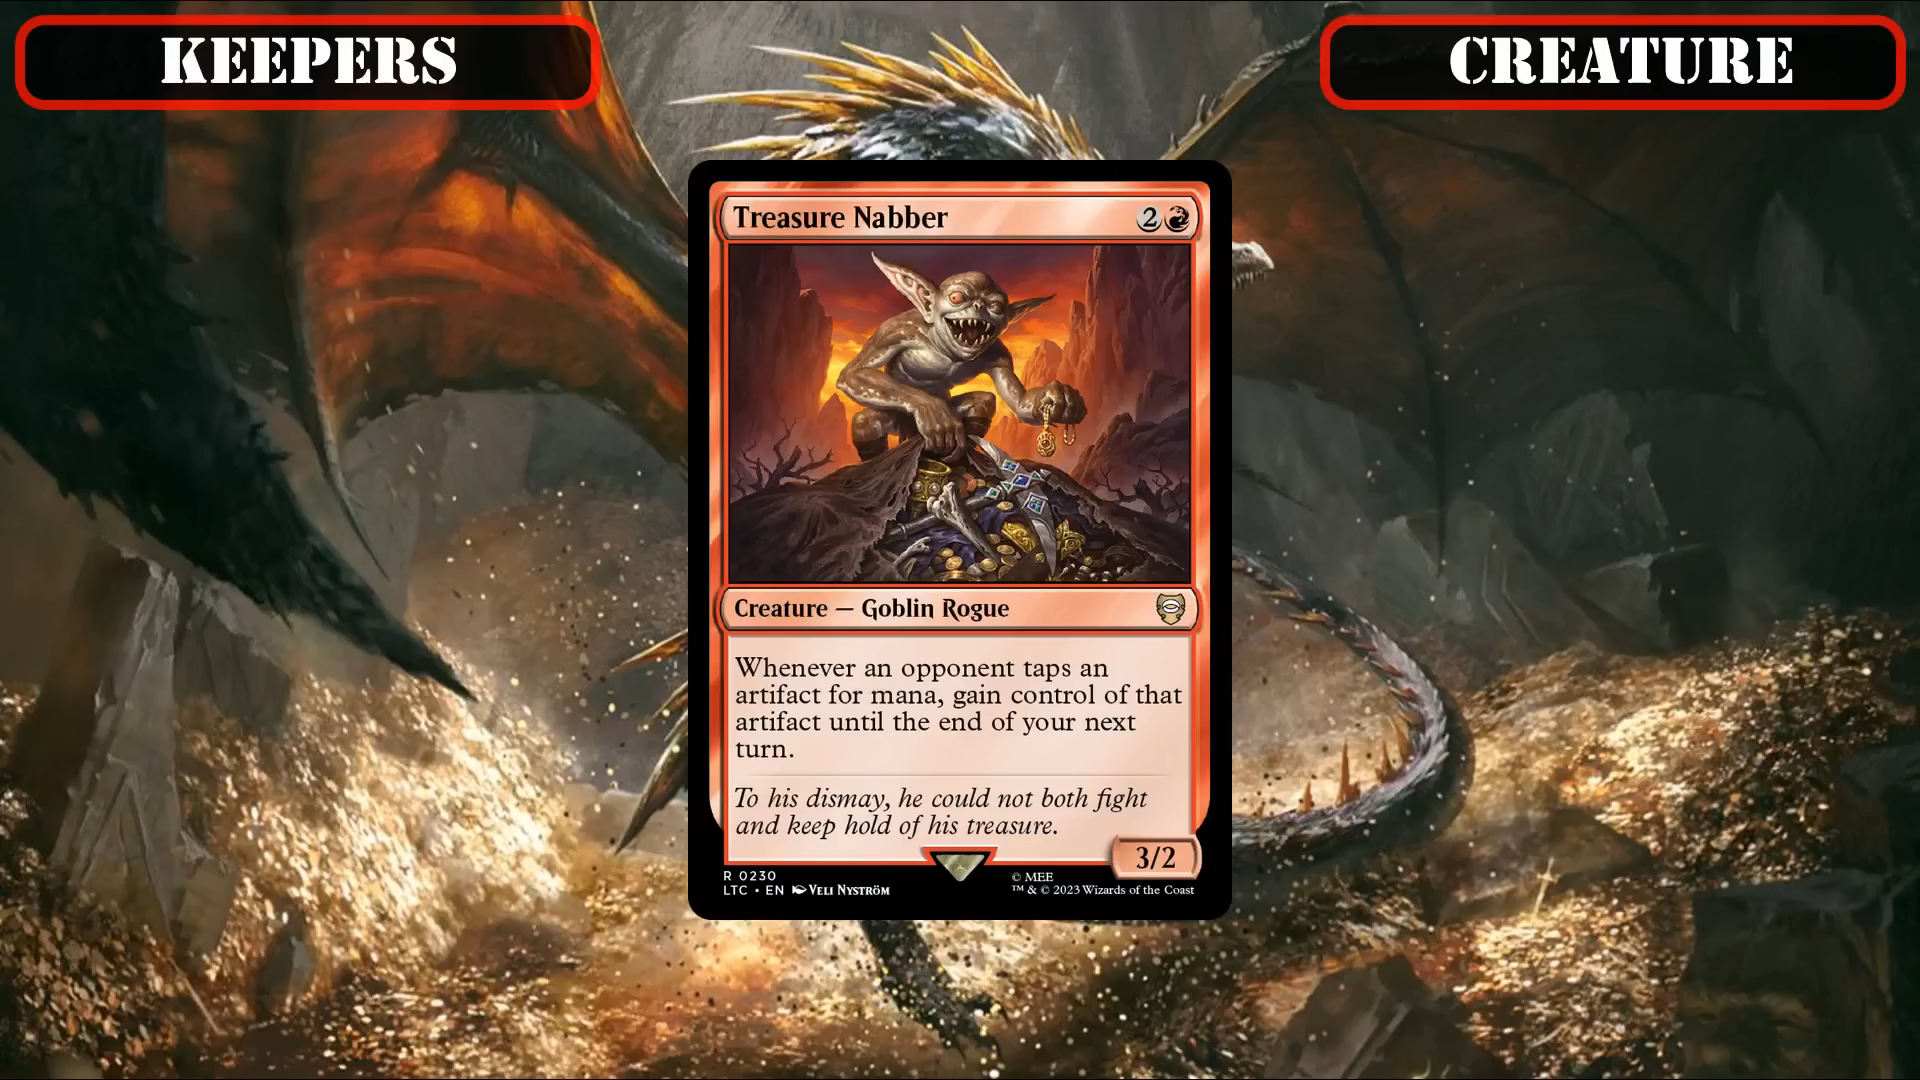 KEEPERS
CREATURE
Treasure Nabber 2
Creature — Goblin Rogue
Whenever an opponent taps an
artifact for mana, gain control of that
artifact until the end of your next
turn.
To his dismay, he could not both fight
and keep hold of his treasure.
3/2
R 0230
LTC • EN VELI NYSTRÖM
© MEE
™ & © 2023 Wizards of the Coast